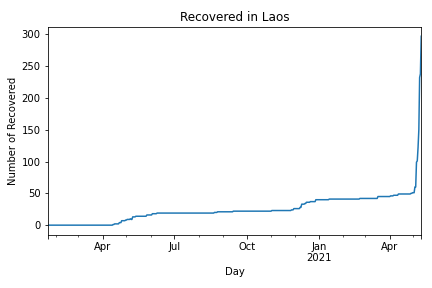 Recovered in Laos
Number of Recovered
300
250
200
150
100
50
0
Apr
Jul
Oct
Jan
2021
Apr
Day